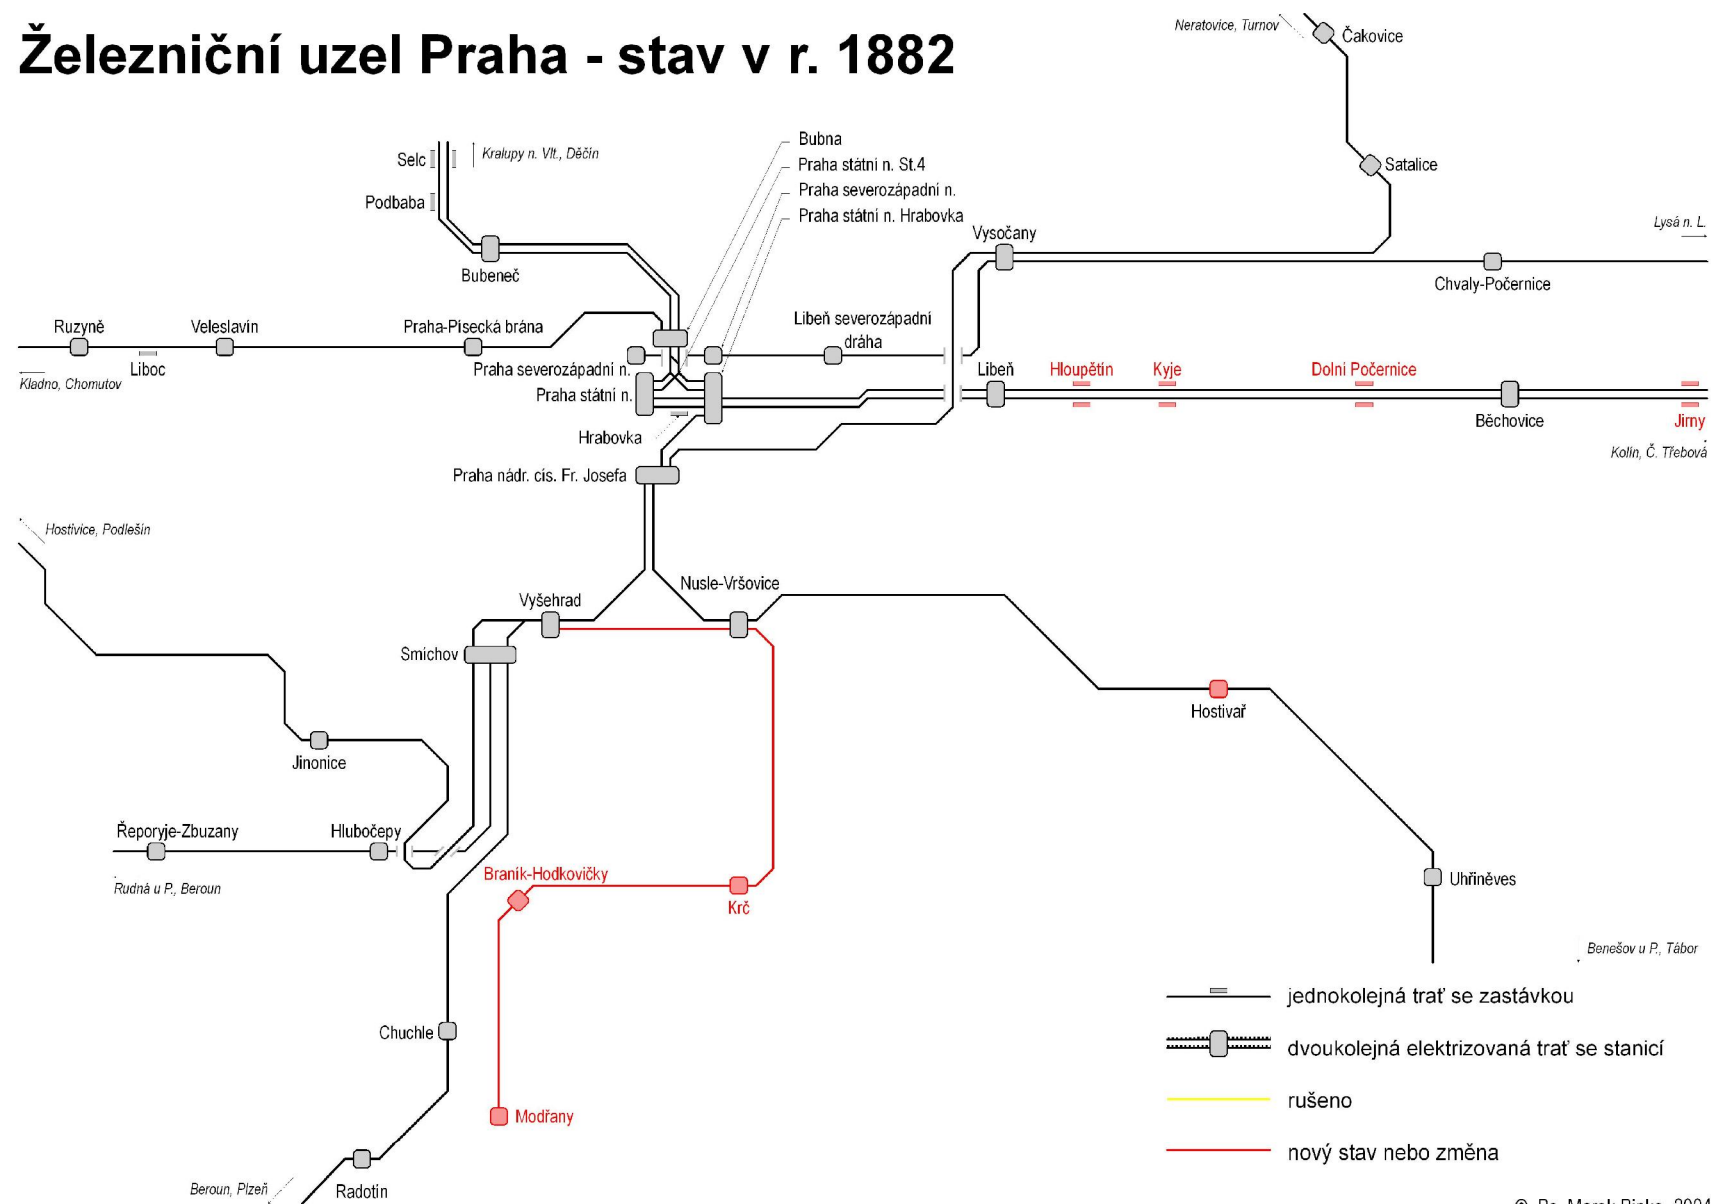 Železniční uzel Praha - stav v r. 1882
Neratovice, Turnov
Čakovice
Bubna
Selc
Kralupy n. Vlt., Děčín
Praha státní n. St.4
Satalice
Podbaba
Praha severozápadní n.
Praha státní n. Hrabovka
Lysá n. L.
Vysočany
Bubeneč
Chvaly-Počernice
Ruzyně
Veleslavín
Praha-Písecká brána
Libeň severozápadní
dráha
Liboc
Praha severozápadní n.
Libeň
Hloupětín
Kyje
Dolní Počernice
Kladno, Chomutov
Praha státní n.
Běchovice
Jirny
Hrabovka
Kolín, Č. Třebová
Praha nádr. cís. Fr. Josefa
Hostivice, Podlešín
Nusle-Vršovice
Vyšehrad
Smíchov
Hostivař
Jinonice
Řeporyje-Zbuzany
Hlubočepy
Braník-Hodkovičky
Rudná u P., Beroun
Krč
Uhříněves
Benešov u P., Tábor
jednokolejná trať se zastávkou
Chuchle
dvoukolejná elektrizovaná trať se stanicí
rušeno
Modřany
nový stav nebo změna
Beroun, Plzeň
Radotín